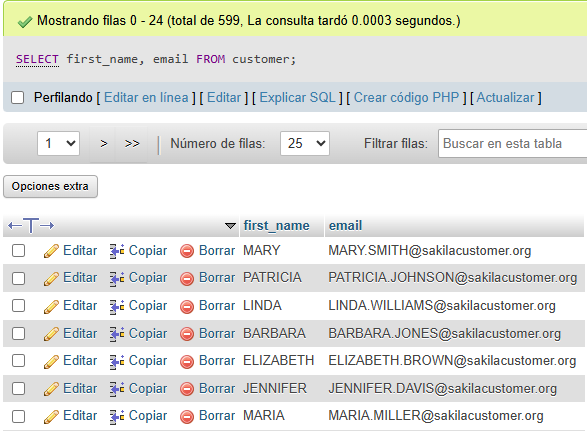 Mostrando filas 0 - 24 (total de 599, La consulta tardó 0.0003 segundos.)
SELECT first_name, email FROM customer;
Perfilando [ Editar en línea ] [ Editar ] [ Explicar SQL ] [ Crear código PHP ] [ Actualizar ]
1 > >> Número de filas: 25 Filtrar filas: Buscar en esta tabla
Opciones extra
first_name email
Editar Copiar Borrar MARY MARY.SMITH@sakilacustomer.org
Editar Copiar Borrar PATRICIA PATRICIA.JOHNSON@sakilacustomer.org
Editar Copiar Borrar LINDA LINDA.WILLIAMS@sakilacustomer.org
Editar Copiar Borrar BARBARA BARBARA.JONES@sakilacustomer.org
Editar Copiar Borrar ELIZABETH ELIZABETH.BROWN@sakilacustomer.org
Editar Copiar Borrar JENNIFER JENNIFER.DAVIS@sakilacustomer.org
Editar Copiar Borrar MARIA MARIA.MILLER@sakilacustomer.org